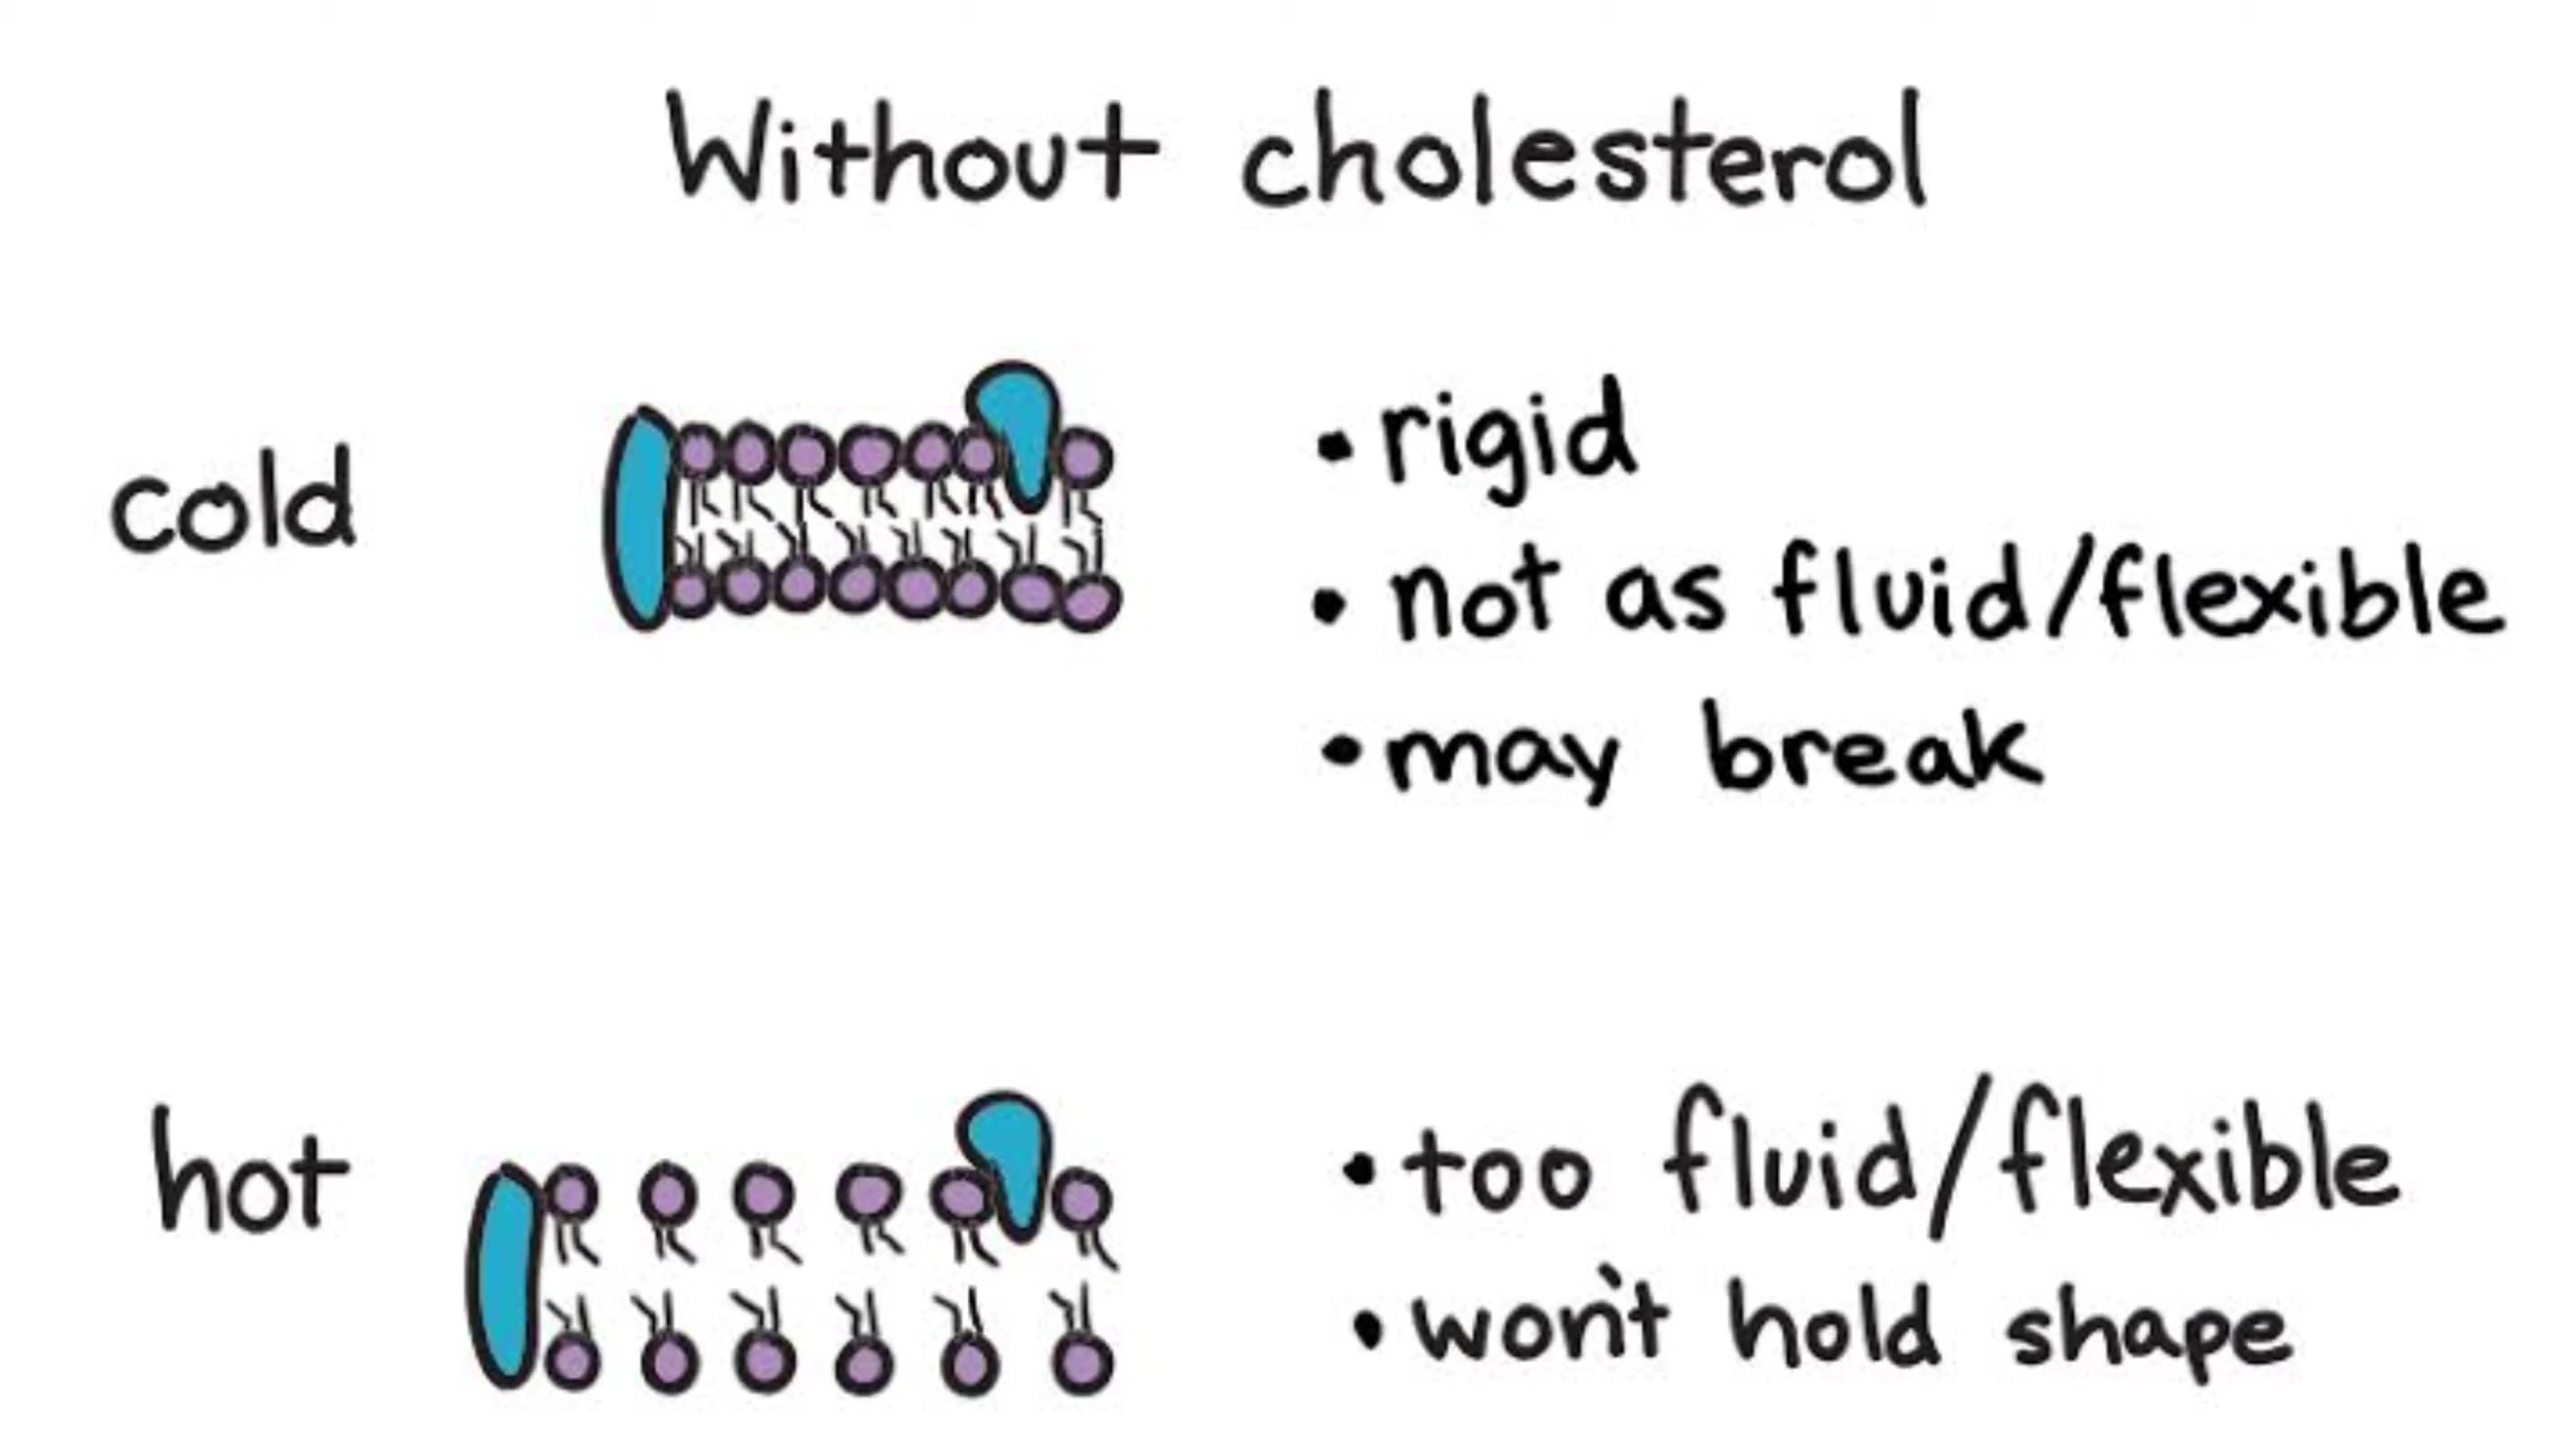 Without cholesterol
cold
• rigid
• not as fluid/flexible
• may break
hot
• too fluid/flexible
• won't hold shape